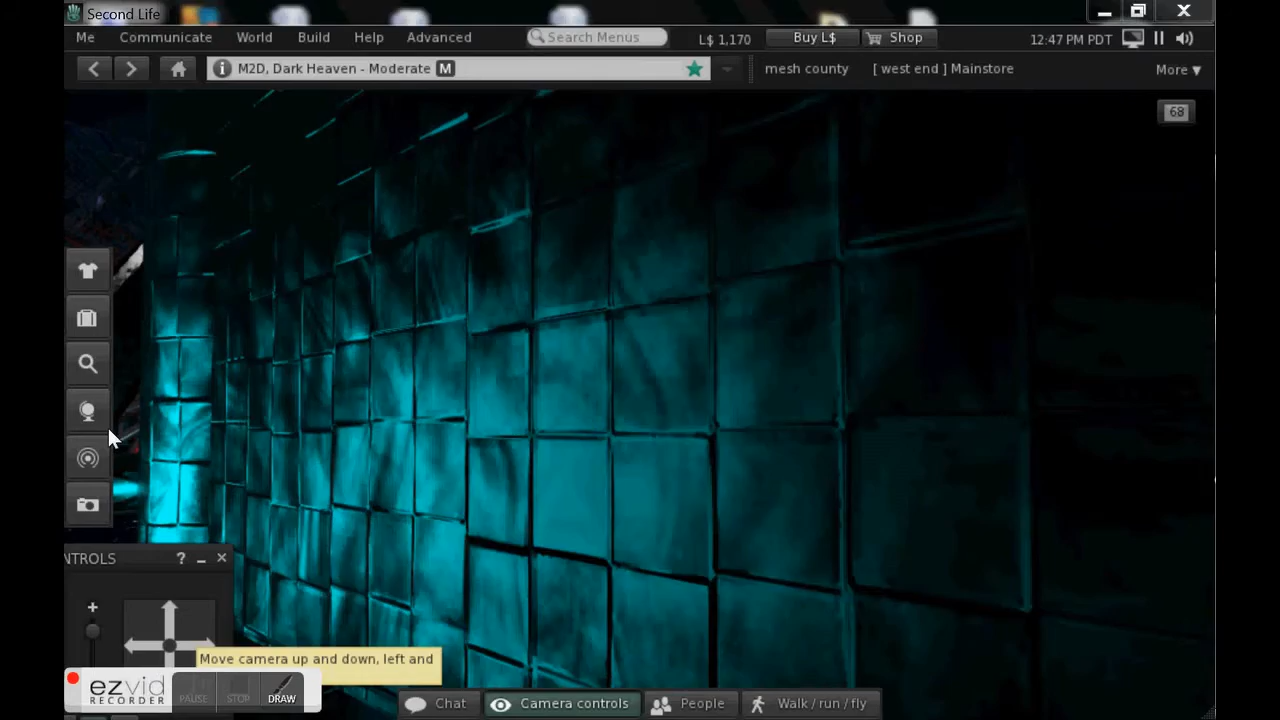 Second Life
Me Communicate World Build Help Advanced Search Menus L$ 1,170 Buy L$ Shop 12:47 PM PDT
M2D, Dark Heaven - Moderate M mesh county [ west end ] Mainstore More
68
NTROLS ?
+
Move camera up and down, left and
ezvid
RECORDER
PAUSE STOP DRAW
Chat Camera controls People Walk / run / fly